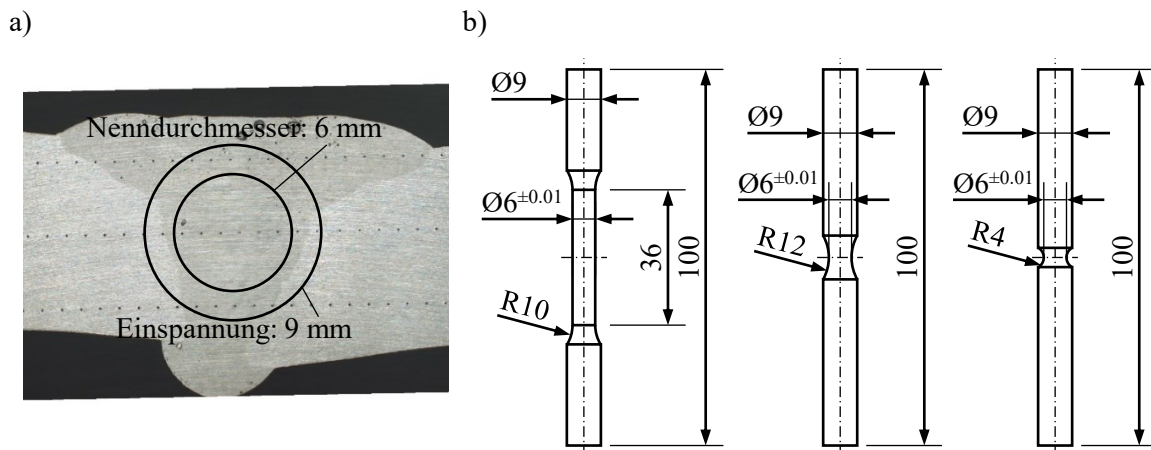 a)
Nenndurchmesser: 6 mm
Einspannung: 9 mm
b)
Ø9
Ø6±0.01
R10
36
100
Ø9
Ø6±0.01
R12
100
Ø9
Ø6±0.01
R4
100